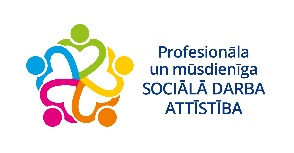 Profesionāla
un mūsdienīga
SOCIĀLĀ DARBA
ATTĪSTĪBA